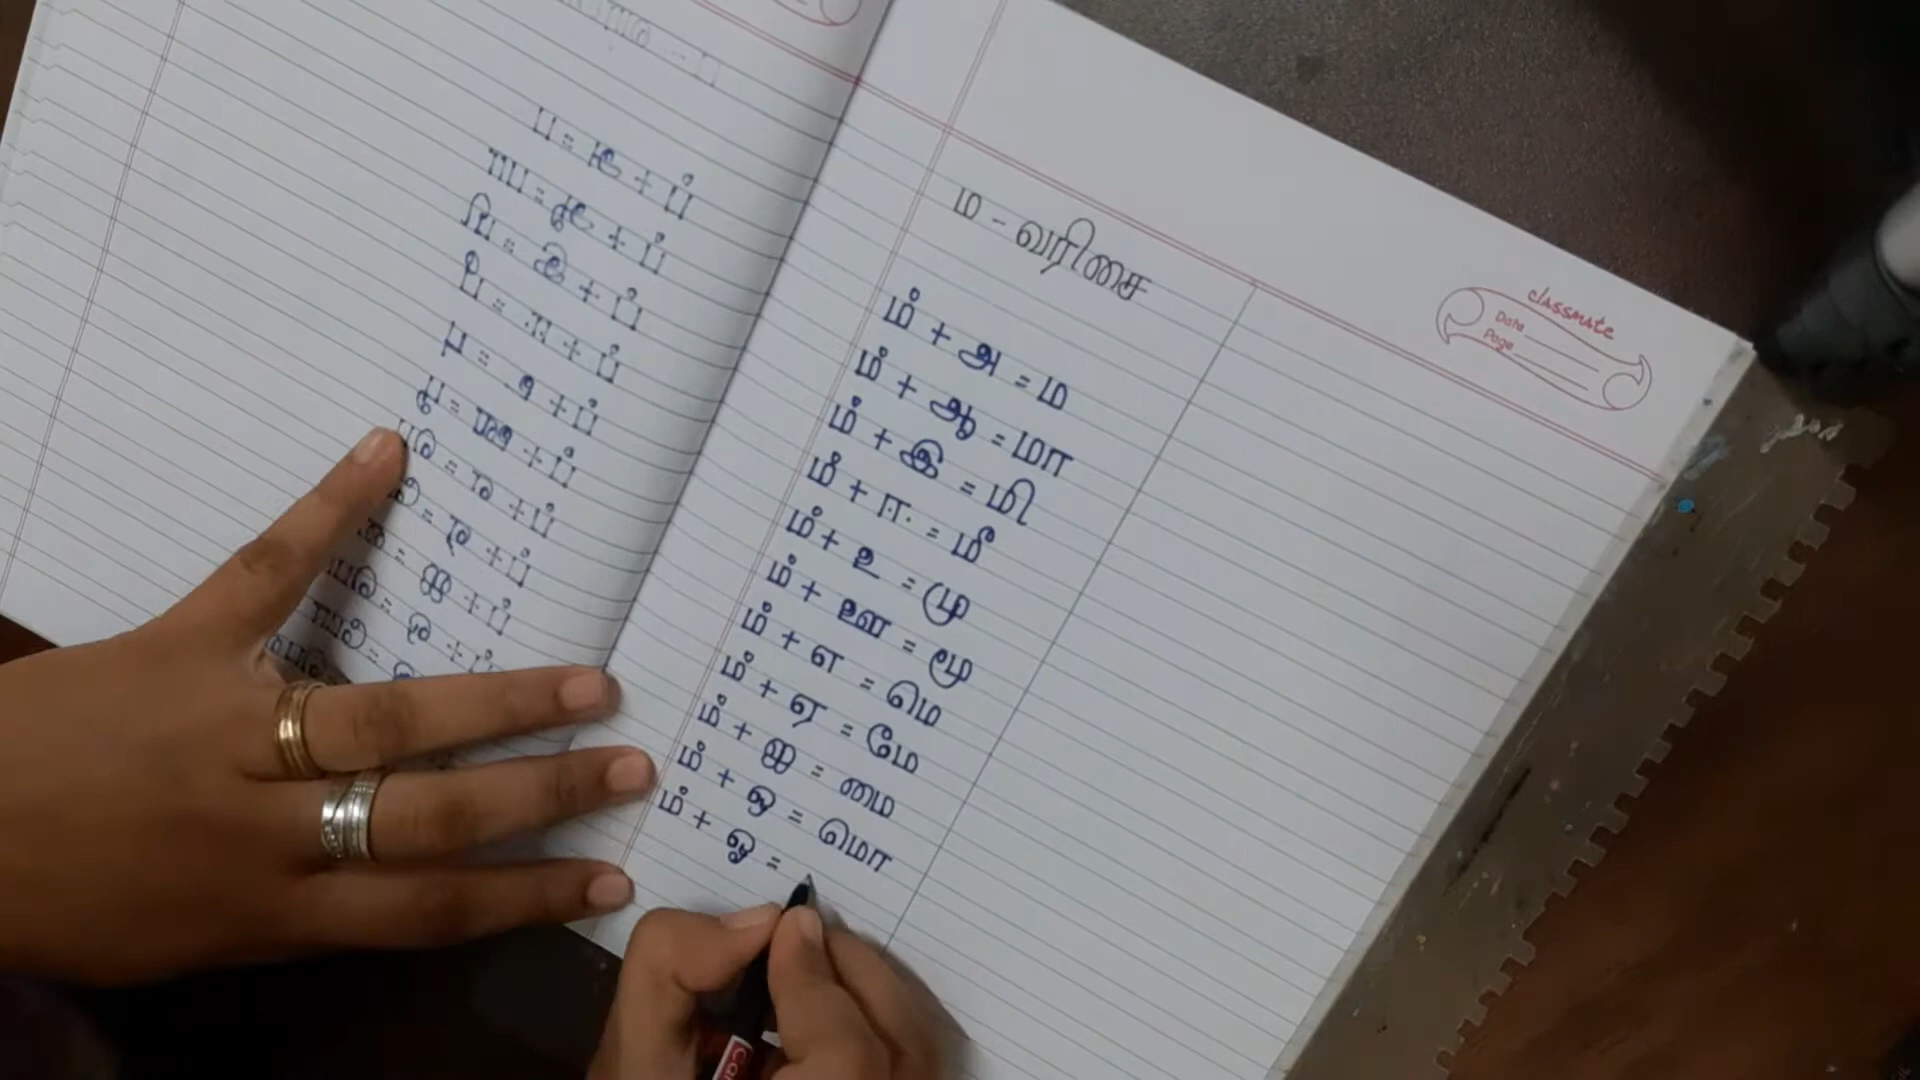 ப = அ + ப்
பா = ஆ + ப்
பி = இ + ப்
பீ = ஈ + ப்
பு = உ + ப்
பூ = ஊ + ப்
பெ = எ + ப்
= ஏ + ப்
= ஐ + ப்
= ஒ + ப்
ம - வரிசை
ம் + அ = ம
ம் + ஆ = மா
ம் + இ = மி
ம் + ஈ = மீ
ம் + உ = மு
ம் + ஊ = மூ
ம் + எ = மெ
ம் + ஏ = மே
ம் + ஐ = மை
ம் + ஒ = மொ
ம் + ஓ =
classmate
Date
Page